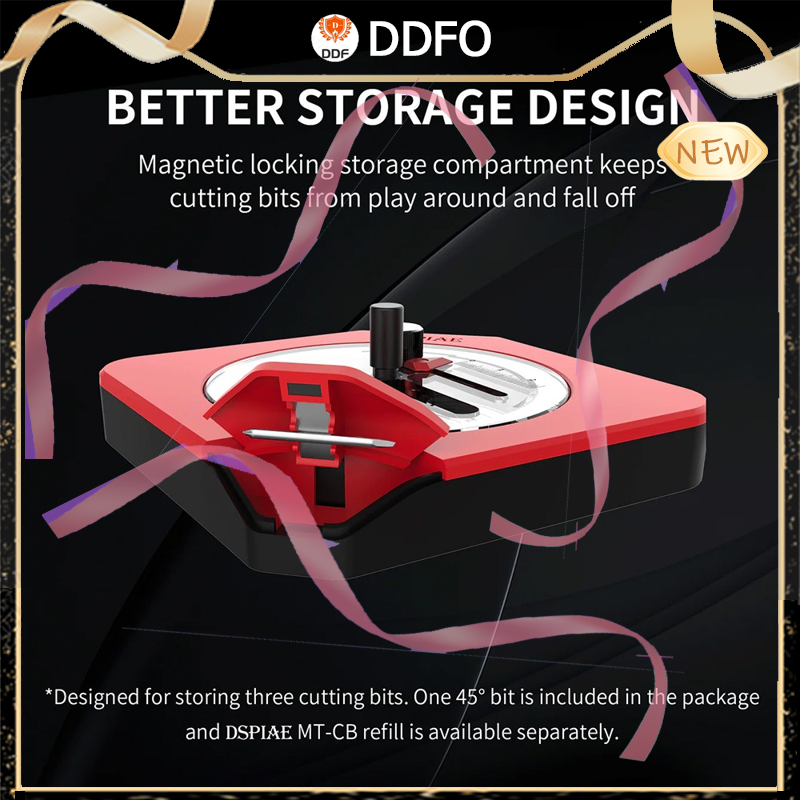 DDF
DDFO
BETTER STORAGE DESIGN
NEW
Magnetic locking storage compartment keeps
cutting bits from play around and fall off
*Designed for storing three cutting bits. One 45° bit is included in the package
and DSPIAE MT-CB refill is available separately.